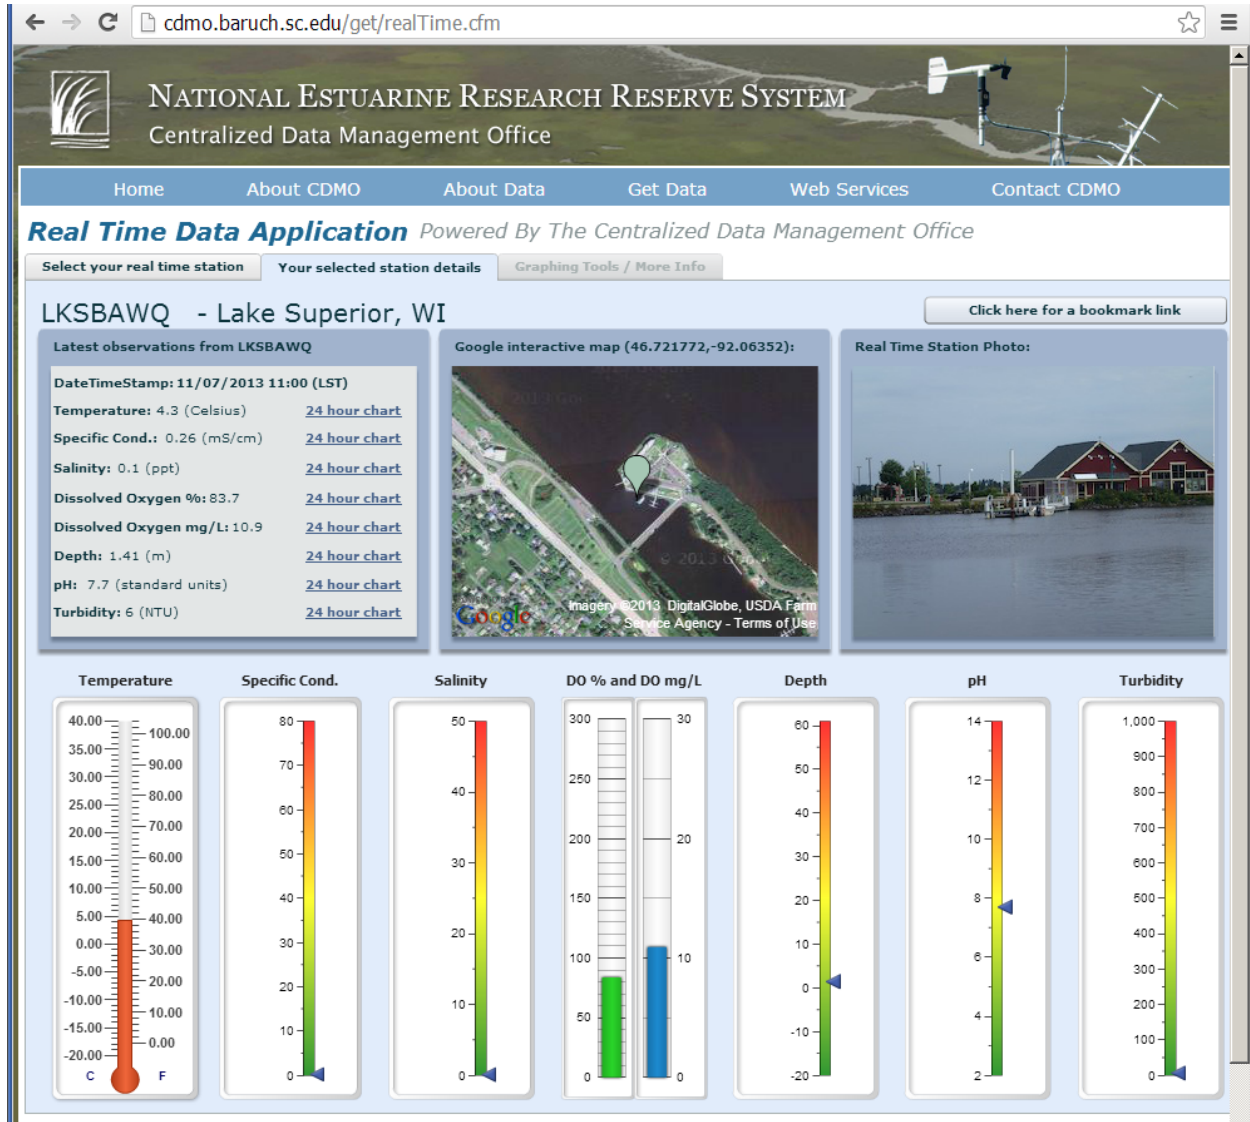 cdmo.baruch.sc.edu/get/realTime.cfm
NATIONAL ESTUARINE RESEARCH RESERVE SYSTEM
Centralized Data Management Office
Home About CDMO About Data Get Data Web Services Contact CDMO
Real Time Data Application Powered By The Centralized Data Management Office
Select your real time station Your selected station details Graphing Tools / More Info
LKSBAWQ - Lake Superior, WI
Click here for a bookmark link
Latest observations from LKSBAWQ
DateTimeStamp: 11/07/2013 11:00 (LST)
Temperature: 4.3 (Celsius) 24 hour chart
Specific Cond.: 0.26 (mS/cm) 24 hour chart
Salinity: 0.1 (ppt) 24 hour chart
Dissolved Oxygen %: 83.7 24 hour chart
Dissolved Oxygen mg/L: 10.9 24 hour chart
Depth: 1.41 (m) 24 hour chart
pH: 7.7 (standard units) 24 hour chart
Turbidity: 6 (NTU) 24 hour chart
Google interactive map (46.721772,-92.06352):
Google
Imagery ©2013 DigitalGlobe, USDA Farm
Service Agency - Terms of Use
Real Time Station Photo:
Temperature
40.00
35.00
30.00
25.00
20.00
15.00
10.00
5.00
0.00
-5.00
-10.00
-15.00
-20.00
C
100.00
90.00
80.00
70.00
60.00
50.00
40.00
30.00
20.00
10.00
0.00
F
Specific Cond.
80
70
60
50
40
30
20
10
0
Salinity
50
40
30
20
10
0
DO % and DO mg/L
300
250
200
150
100
50
0
30
20
10
0
Depth
60
50
40
30
20
10
0
-10
-20
pH
14
12
10
8
6
4
2
Turbidity
1,000
900
800
700
600
500
400
300
200
100
0